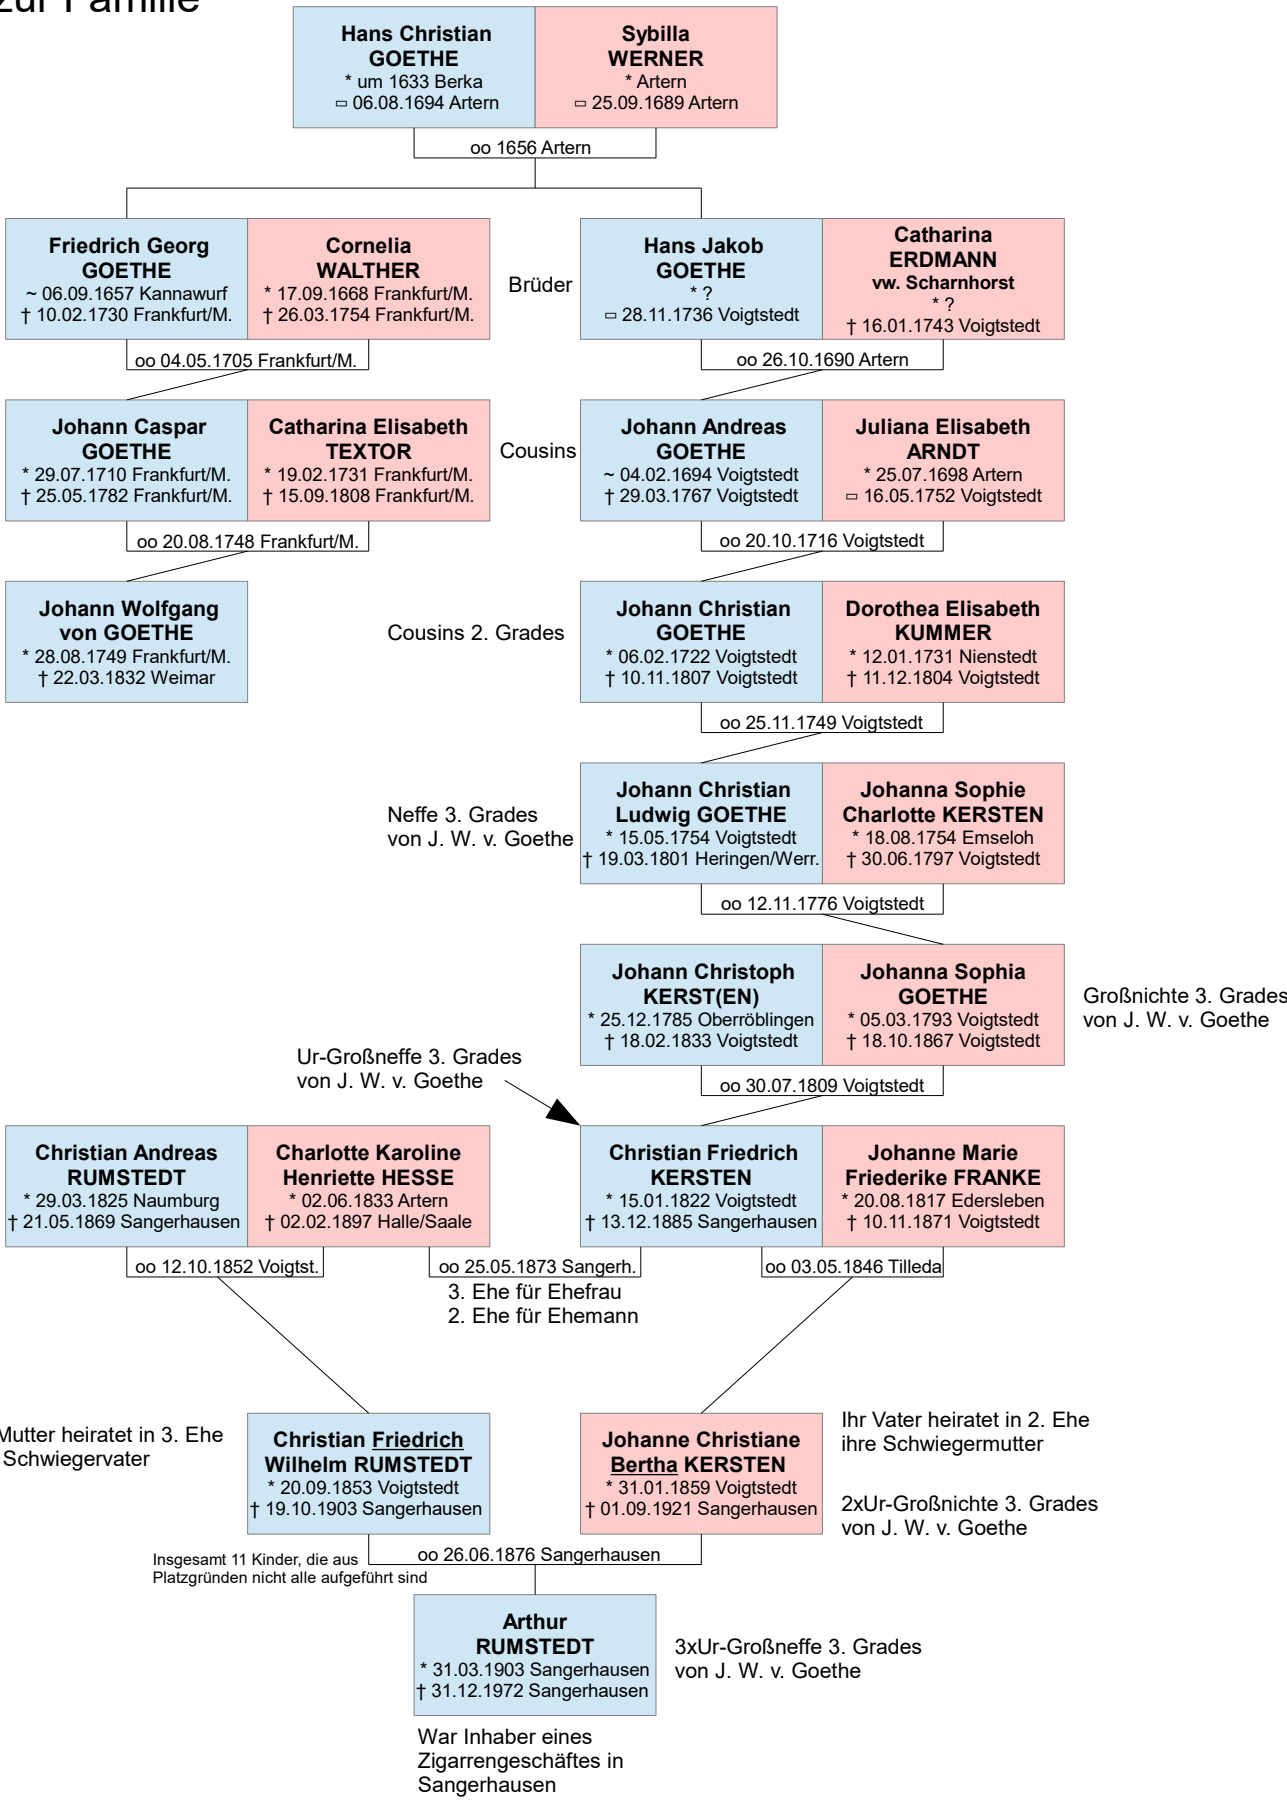 zur Familie
Hans Christian
GOETHE
* um 1633 Berka
▭ 06.08.1694 Artern
Sybilla
WERNER
* Artern
▭ 25.09.1689 Artern
oo 1656 Artern
Friedrich Georg
GOETHE
~ 06.09.1657 Kannawurf
† 10.02.1730 Frankfurt/M.
Cornelia
WALTHER
* 17.09.1668 Frankfurt/M.
† 26.03.1754 Frankfurt/M.
Brüder
Hans Jakob
GOETHE
* ?
▭ 28.11.1736 Voigtstedt
Catharina
ERDMANN
vw. Scharnhorst
* ?
† 16.01.1743 Voigtstedt
oo 04.05.1705 Frankfurt/M.
oo 26.10.1690 Artern
Johann Caspar
GOETHE
* 29.07.1710 Frankfurt/M.
† 25.05.1782 Frankfurt/M.
Catharina Elisabeth
TEXTOR
* 19.02.1731 Frankfurt/M.
† 15.09.1808 Frankfurt/M.
Cousins
Johann Andreas
GOETHE
~ 04.02.1694 Voigtstedt
† 29.03.1767 Voigtstedt
Juliana Elisabeth
ARNDT
* 25.07.1698 Artern
▭ 16.05.1752 Voigtstedt
oo 20.08.1748 Frankfurt/M.
oo 20.10.1716 Voigtstedt
Johann Wolfgang
von GOETHE
* 28.08.1749 Frankfurt/M.
† 22.03.1832 Weimar
Cousins 2. Grades
Johann Christian
GOETHE
* 06.02.1722 Voigtstedt
† 10.11.1807 Voigtstedt
Dorothea Elisabeth
KUMMER
* 12.01.1731 Nienstedt
† 11.12.1804 Voigtstedt
oo 25.11.1749 Voigtstedt
Neffe 3. Grades
von J. W. v. Goethe
Johann Christian
Ludwig GOETHE
* 15.05.1754 Voigtstedt
† 19.03.1801 Heringen/Werr.
Johanna Sophie
Charlotte KERSTEN
* 18.08.1754 Emseloh
† 30.06.1797 Voigtstedt
oo 12.11.1776 Voigtstedt
Johann Christoph
KERST(EN)
* 25.12.1785 Oberröblingen
† 18.02.1833 Voigtstedt
Johanna Sophia
GOETHE
* 05.03.1793 Voigtstedt
† 18.10.1867 Voigtstedt
Großnichte 3. Grades
von J. W. v. Goethe
oo 30.07.1809 Voigtstedt
Ur-Großneffe 3. Grades
von J. W. v. Goethe
Christian Andreas
RUMSTEDT
* 29.03.1825 Naumburg
† 21.05.1869 Sangerhausen
Charlotte Karoline
Henriette HESSE
* 02.06.1833 Artern
† 02.02.1897 Halle/Saale
Christian Friedrich
KERSTEN
* 15.01.1822 Voigtstedt
† 13.12.1885 Sangerhausen
Johanne Marie
Friederike FRANKE
* 20.08.1817 Edersleben
† 10.11.1871 Voigtstedt
oo 12.10.1852 Voigtst.
oo 25.05.1873 Sangerh.
3. Ehe für Ehefrau
2. Ehe für Ehemann
oo 03.05.1846 Tilleda
Mutter heiratet in 3. Ehe
Schwiegervater
Christian Friedrich
Wilhelm RUMSTEDT
* 20.09.1853 Voigtstedt
† 19.10.1903 Sangerhausen
Johanne Christiane
Bertha KERSTEN
* 31.01.1859 Voigtstedt
† 01.09.1921 Sangerhausen
Ihr Vater heiratet in 2. Ehe
ihre Schwiegermutter
2xUr-Großnichte 3. Grades
von J. W. v. Goethe
oo 26.06.1876 Sangerhausen
Insgesamt 11 Kinder, die aus
Platzgründen nicht alle aufgeführt sind
Arthur
RUMSTEDT
* 31.03.1903 Sangerhausen
† 31.12.1972 Sangerhausen
3xUr-Großneffe 3. Grades
von J. W. v. Goethe
War Inhaber eines
Zigarrengeschäftes in
Sangerhausen